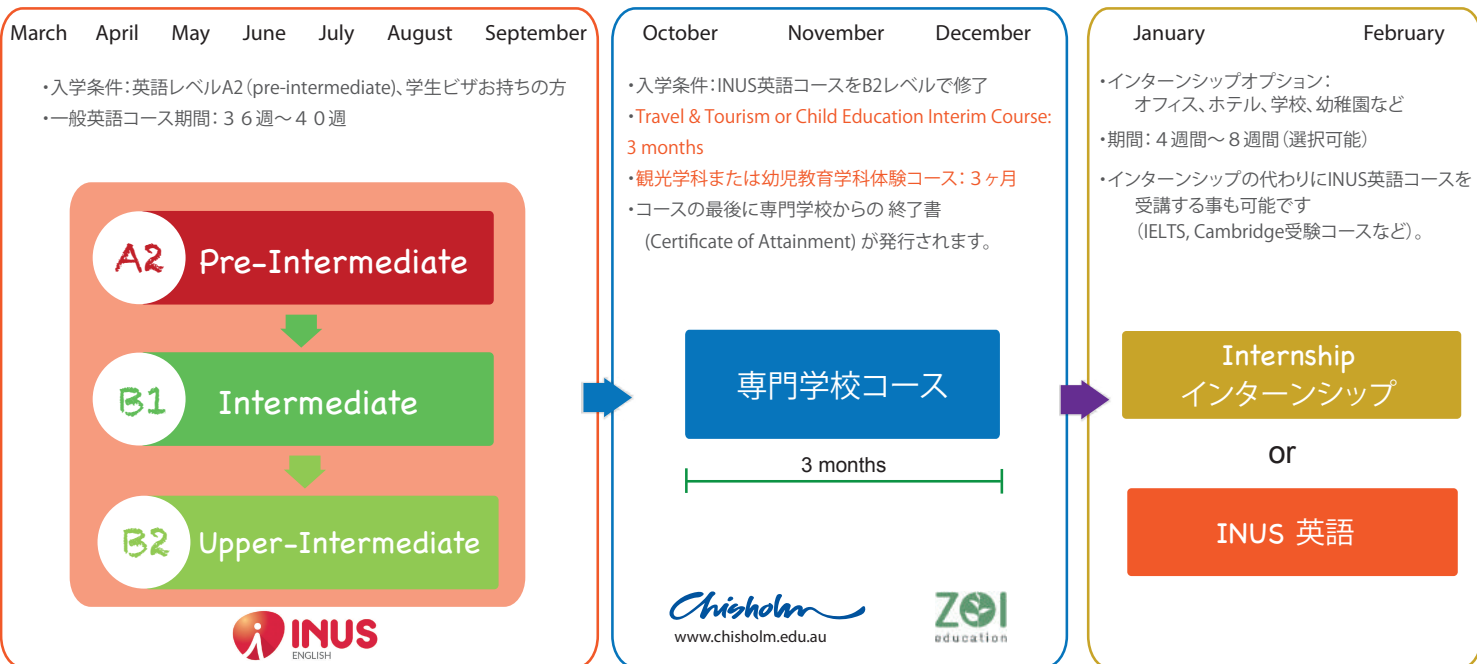 March April May June July August September
・入学条件：英語レベルA2（pre-intermediate）、学生ビザお持ちの方
・一般英語コース期間：３６週～４０週
A2 Pre-Intermediate
B1 Intermediate
B2 Upper-Intermediate
INUS
ENGLISH
October November December
・入学条件：INUS英語コースをB2レベルで修了
・Travel & Tourism or Child Education Interim Course:
3 months
・観光学科または幼児教育学科体験コース：３ヶ月
・コースの最後に専門学校からの 終了書
(Certificate of Attainment) が発行されます。
専門学校コース
3 months
Chisholm
www.chisholm.edu.au
ZOI
education
January February
・インターンシップオプション：
オフィス、ホテル、学校、幼稚園など
・期間：４週間～８週間（選択可能）
・インターンシップの代わりにINUS英語コースを
受講する事も可能です
（IELTS, Cambridge受験コースなど）。
Internship
インターンシップ
or
INUS 英語